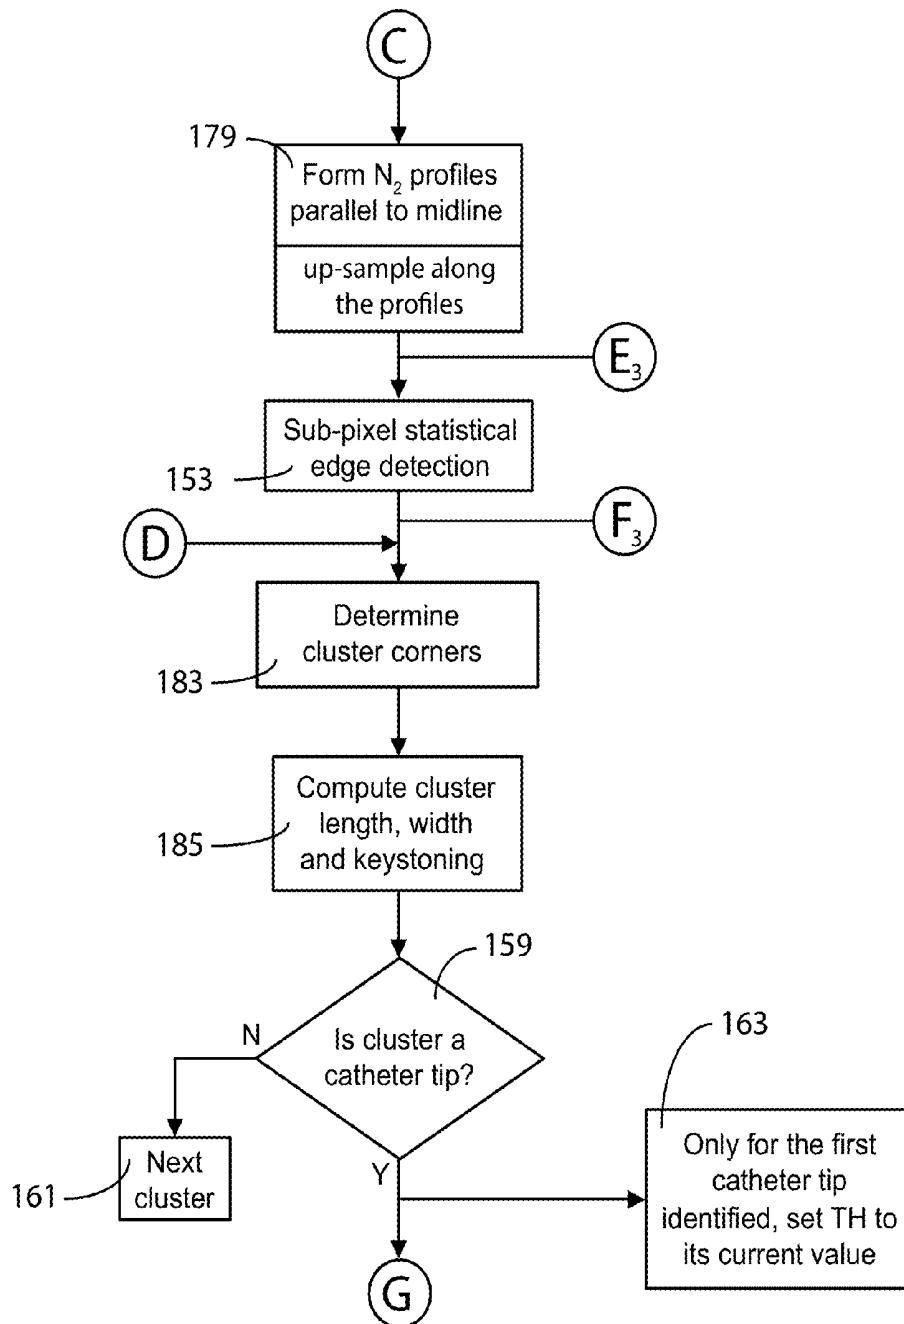 C
179
Form N₂ profiles
parallel to midline
up-sample along
the profiles
E₃
Sub-pixel statistical
edge detection
153
F₃
D
Determine
cluster corners
183
Compute cluster
length, width
and keystoning
185
159
Is cluster a
catheter tip?
N
Y
163
Next
cluster
161
Only for the first
catheter tip
identified, set TH to
its current value
G